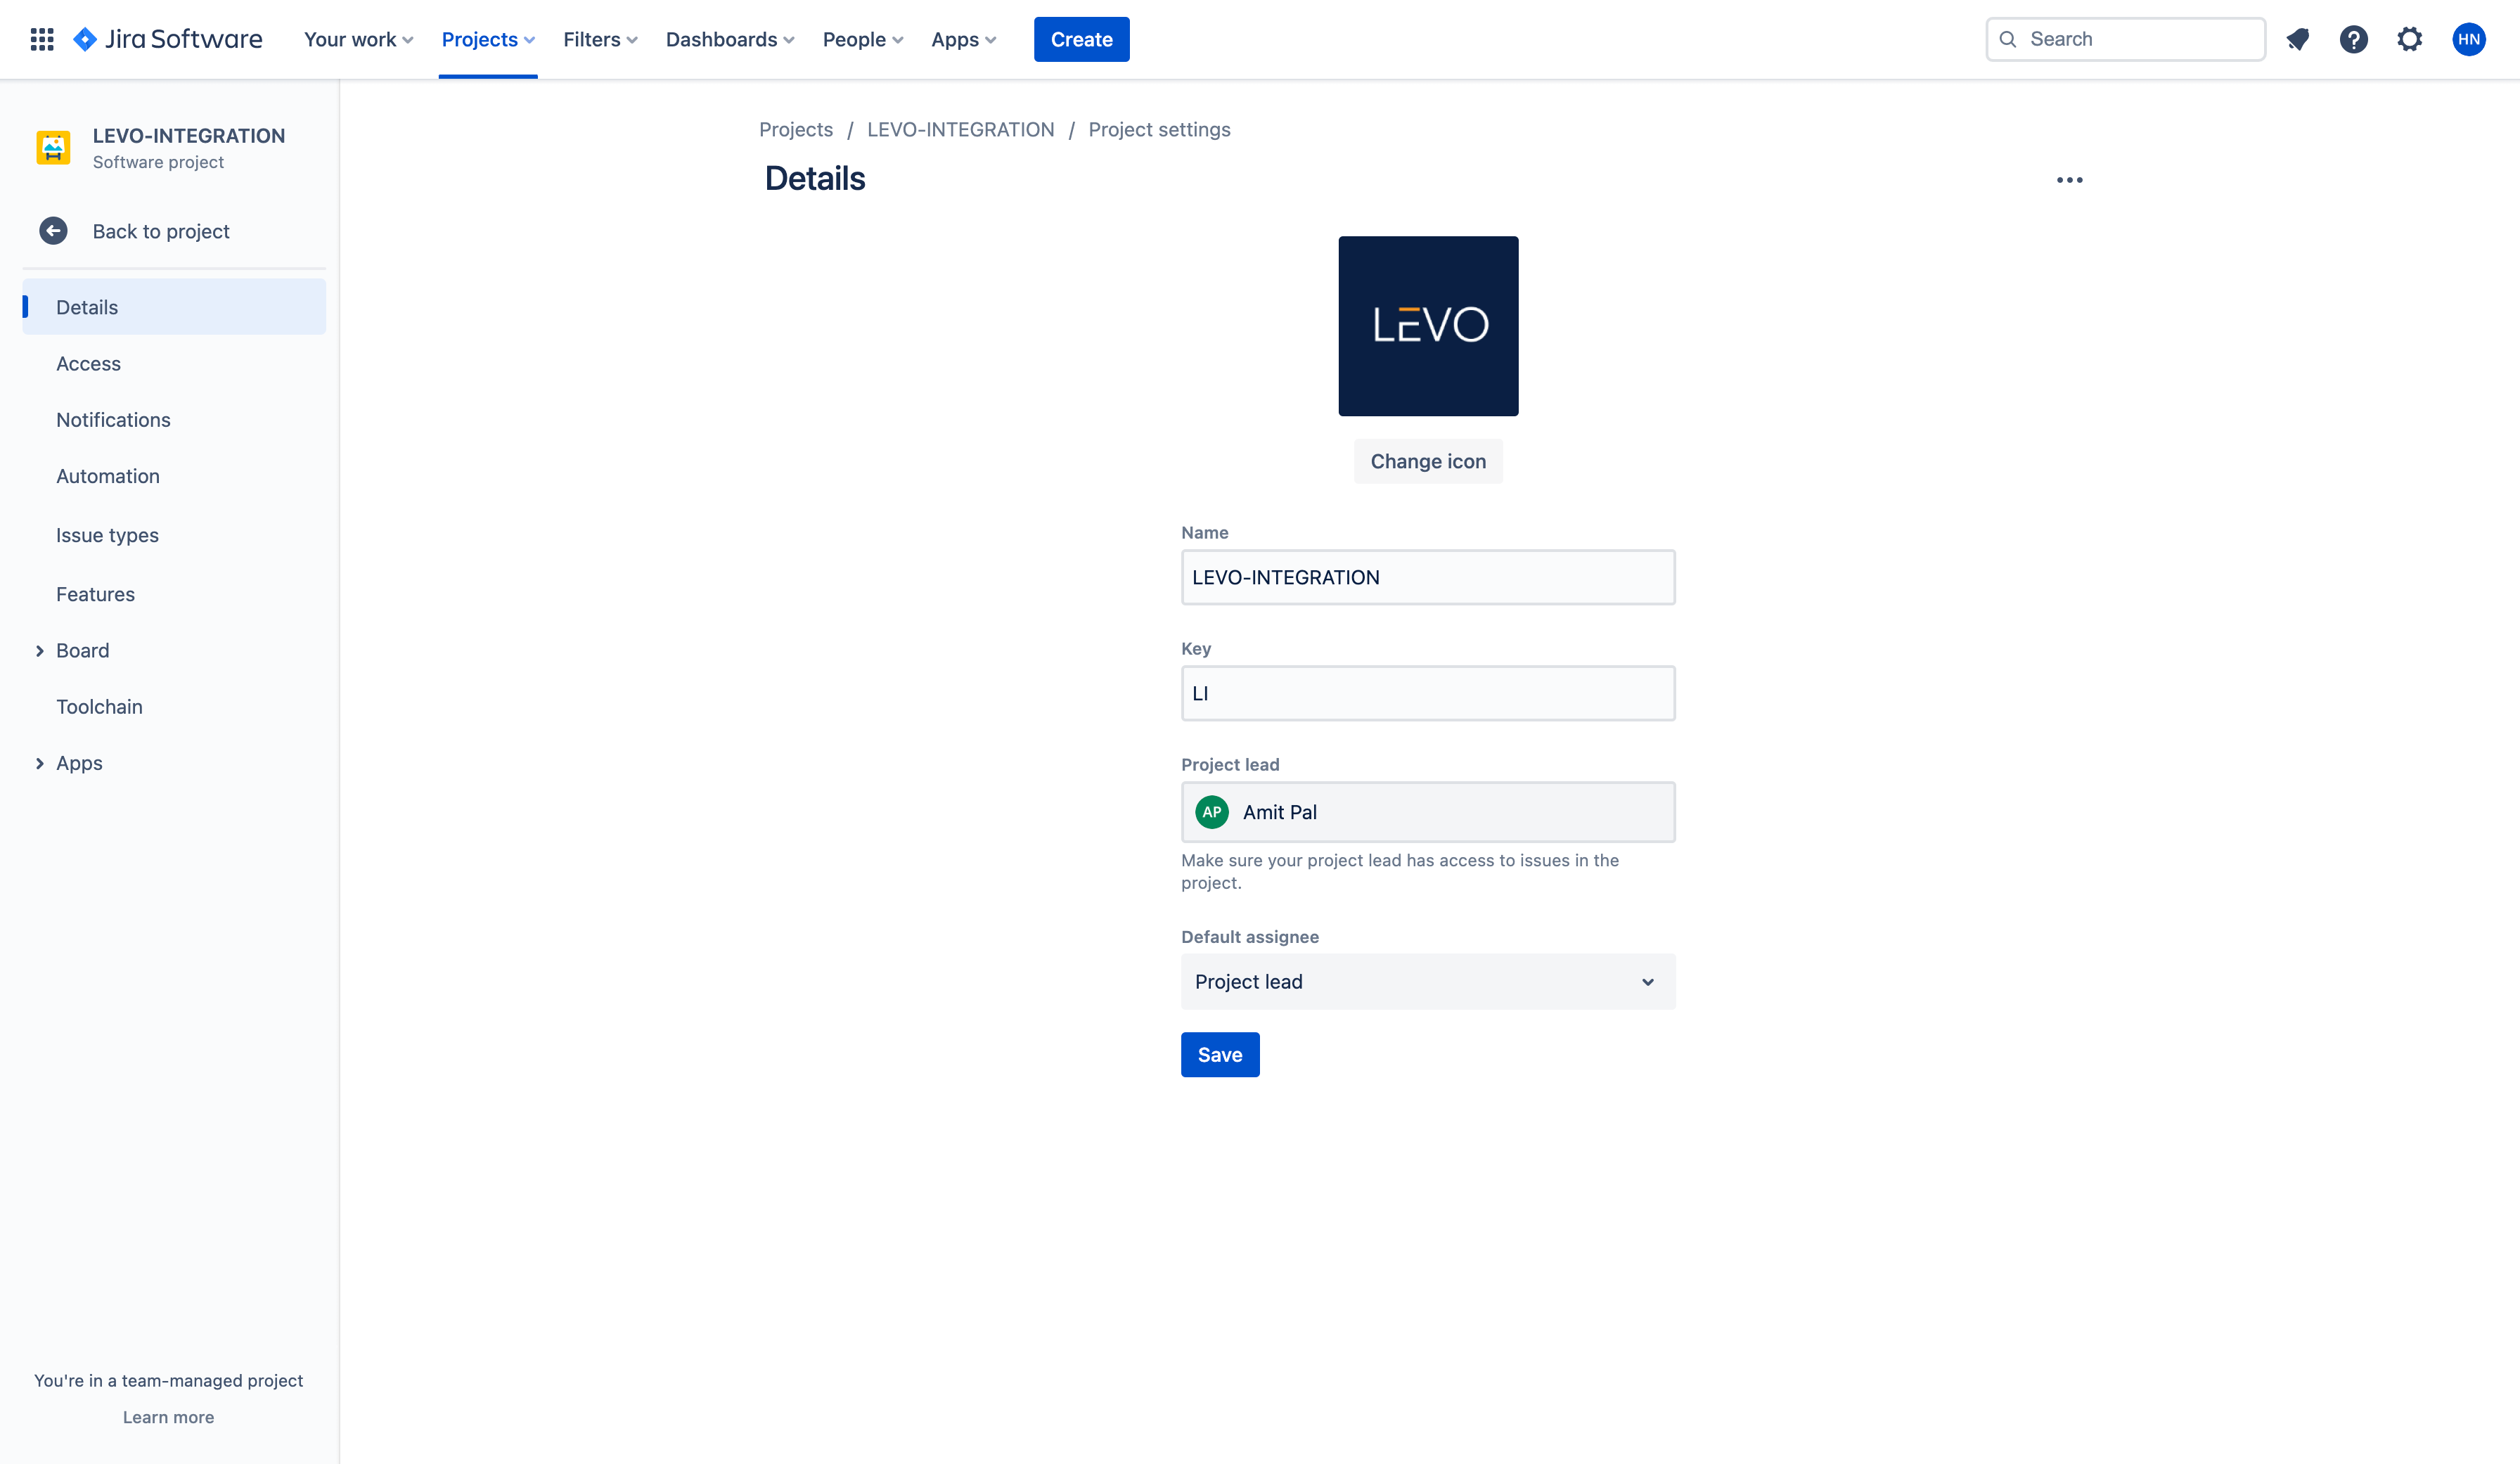 Jira Software Your work Projects Filters Dashboards People Apps Create Search HN
LEVO-INTEGRATION
Software project
Back to project
Details
Access
Notifications
Automation
Issue types
Features
Board
Toolchain
Apps
You're in a team-managed project
Learn more
Projects / LEVO-INTEGRATION / Project settings
Details
LEVO
Change icon
Name
LEVO-INTEGRATION
Key
LI
Project lead
AP Amit Pal
Make sure your project lead has access to issues in the
project.
Default assignee
Project lead
Save